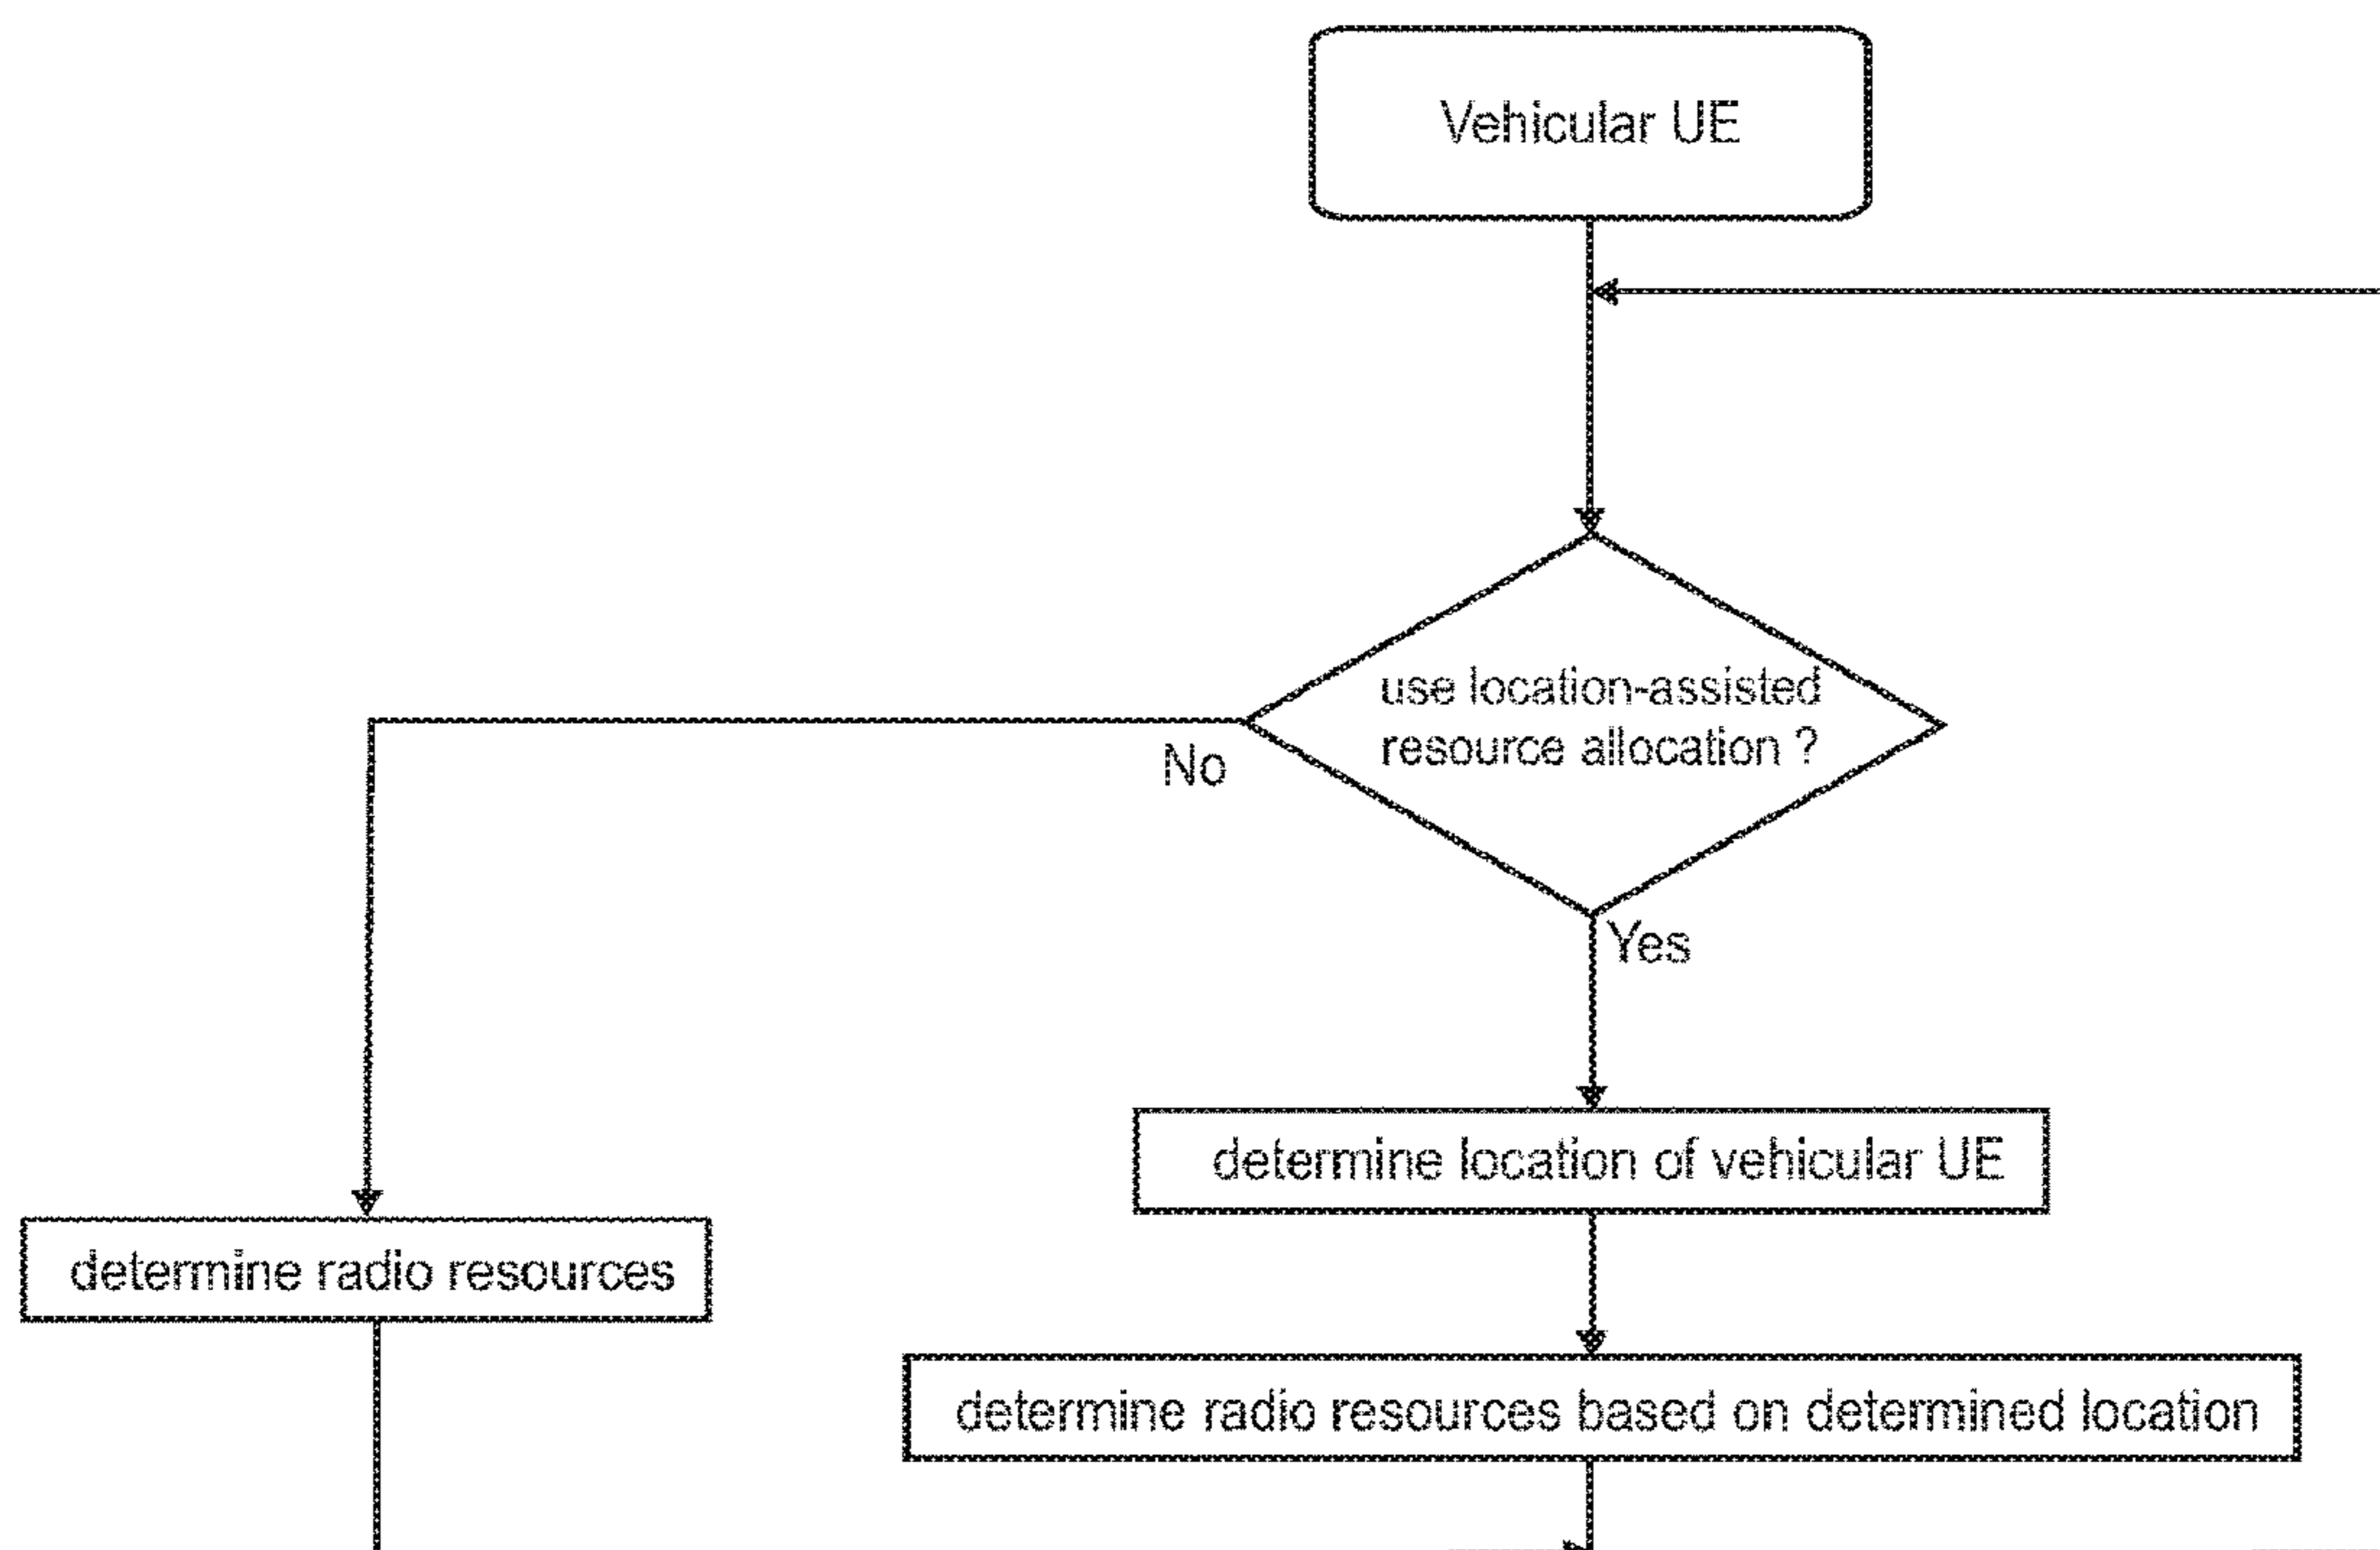 Vehicular UE
use location-assisted
resource allocation ?
No
Yes
determine location of vehicular UE
determine radio resources
determine radio resources based on determined location